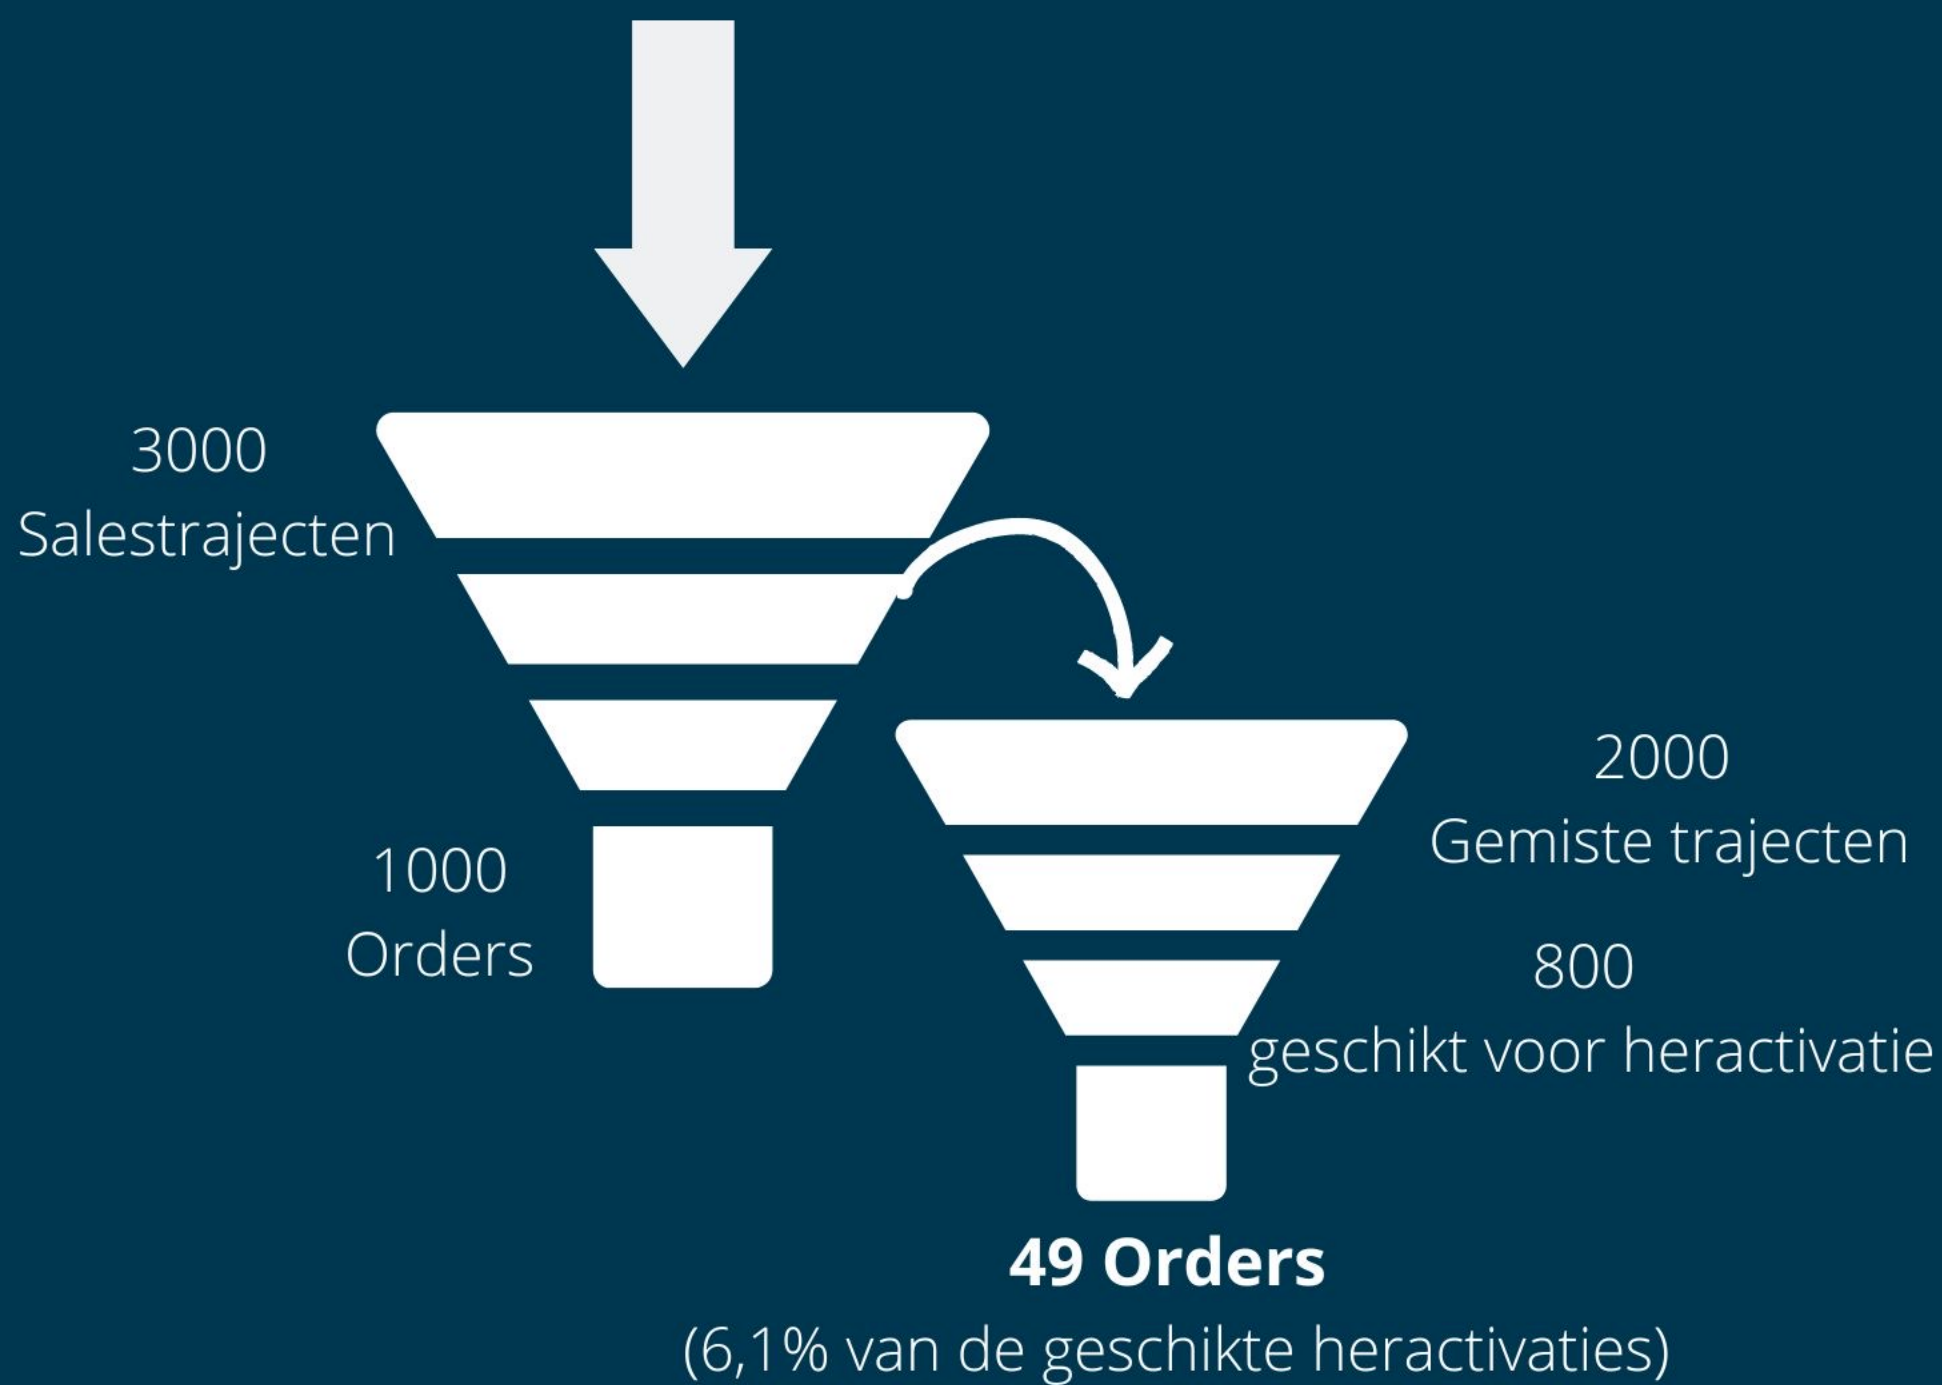 3000
Salestrajecten
1000
Orders
2000
Gemiste trajecten
800
geschikt voor heractivatie
49 Orders
(6,1% van de geschikte heractivaties)